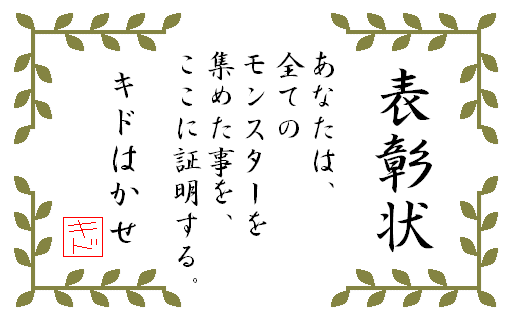 表彰状
あなたは、
全ての
モンスターを
集めた事を、
ここに証明する。
キドはかせ
キド